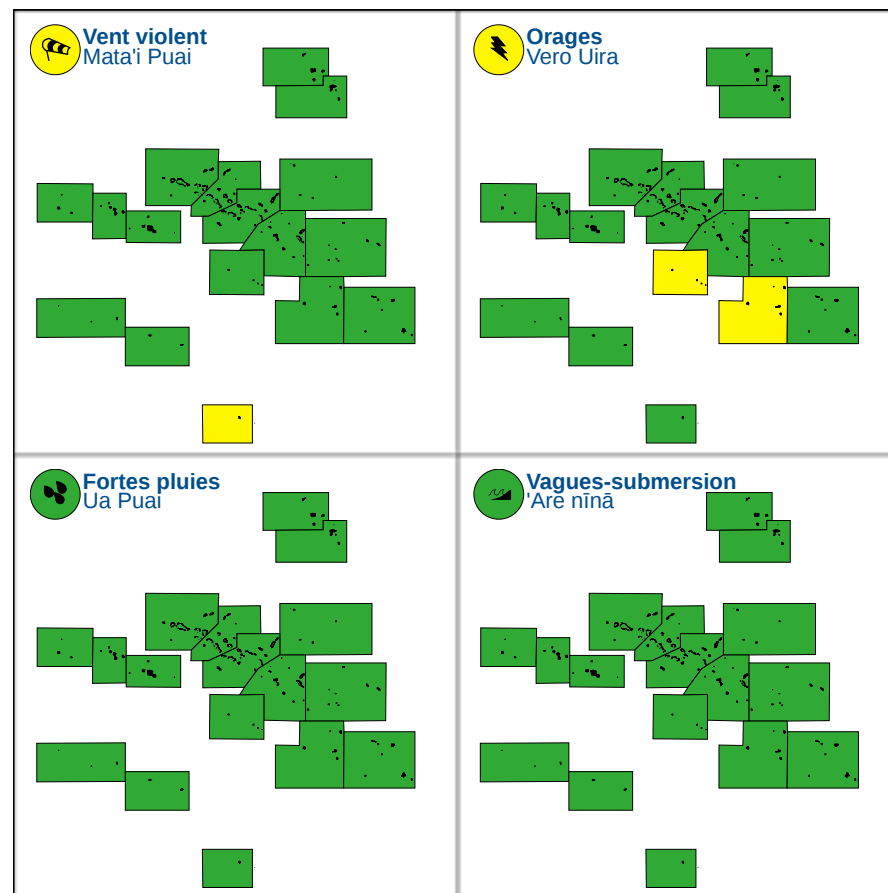 Vent violent
Mata'i Puai
Orages
Vero Uira
Fortes pluies
Ua Puai
Vagues-submersion
'Are nīnā